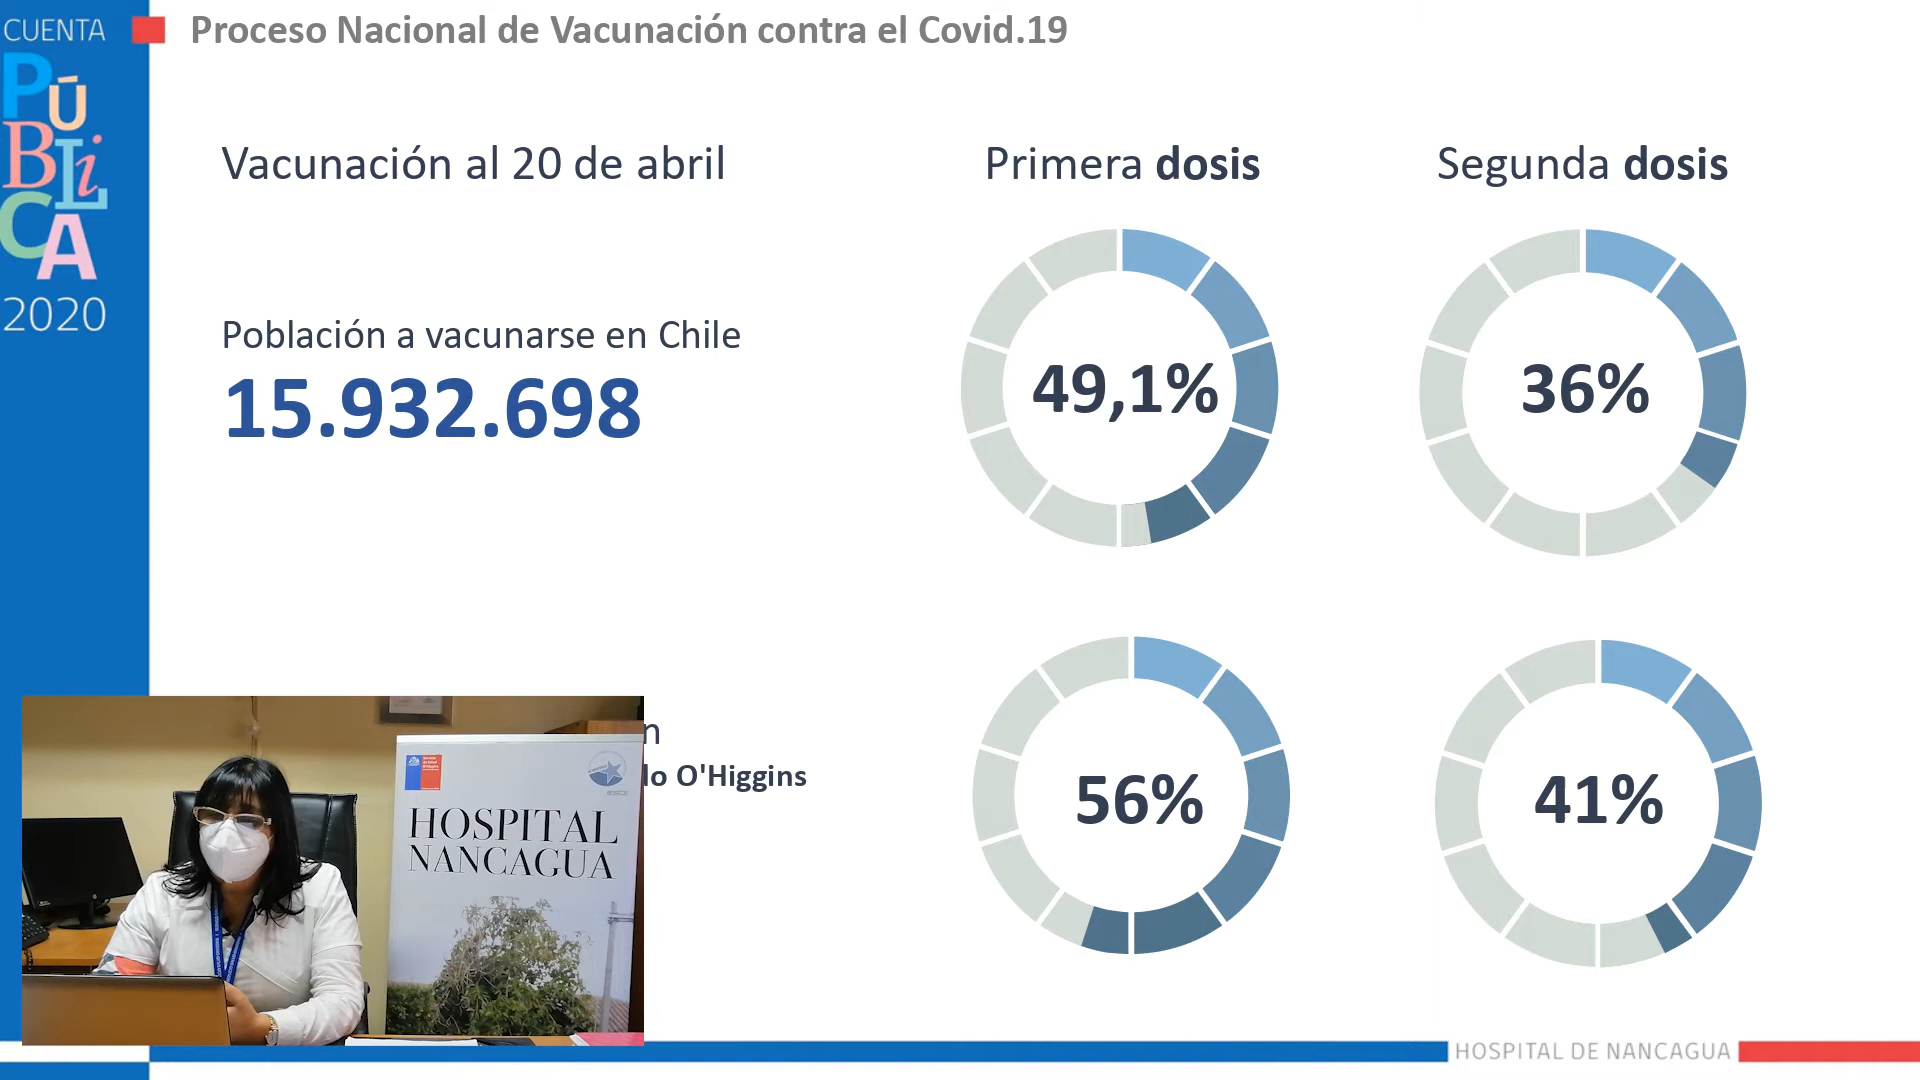 CUENTA
PÚBLiCA
2020
Proceso Nacional de Vacunación contra el Covid.19
Vacunación al 20 de abril
Primera dosis
Segunda dosis
Población a vacunarse en Chile
15.932.698
49,1%
36%
n
lo O'Higgins
56%
41%
HOSPITAL
NANCAGUA
HOSPITAL DE NANCAGUA